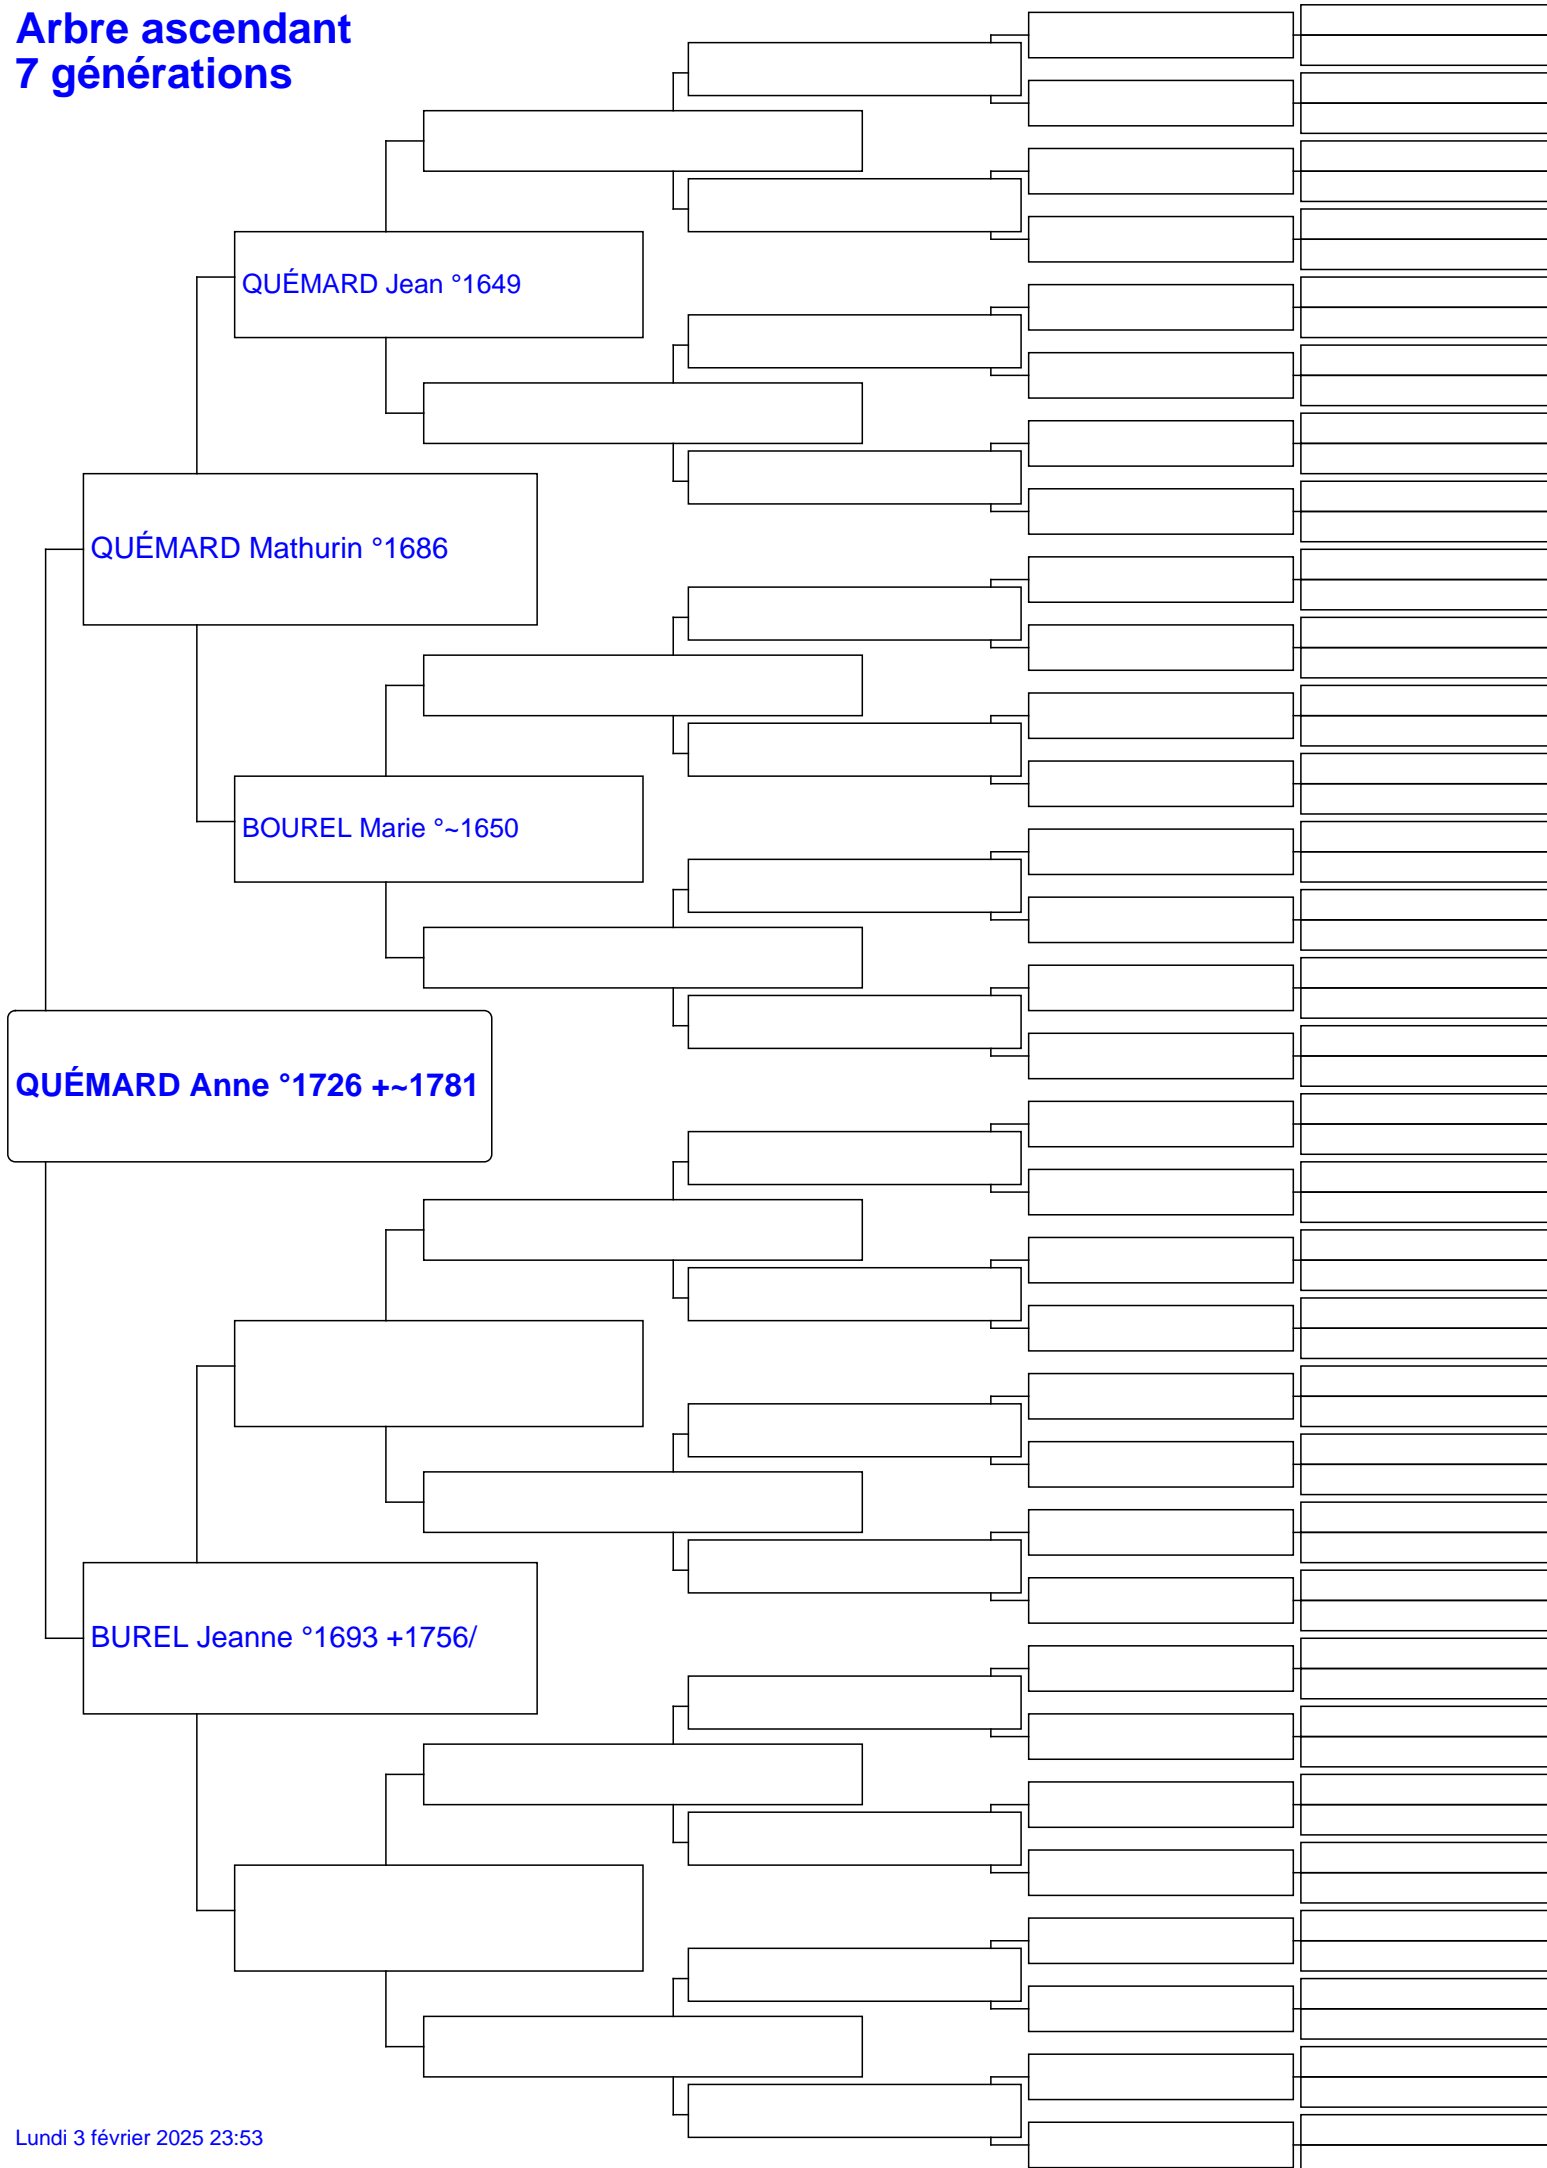 Arbre ascendant
7 générations
QUÉMARD Jean °1649
QUÉMARD Mathurin °1686
BOUREL Marie °~1650
QUÉMARD Anne °1726 +~1781
BUREL Jeanne °1693 +1756/
Lundi 3 février 2025 23:53